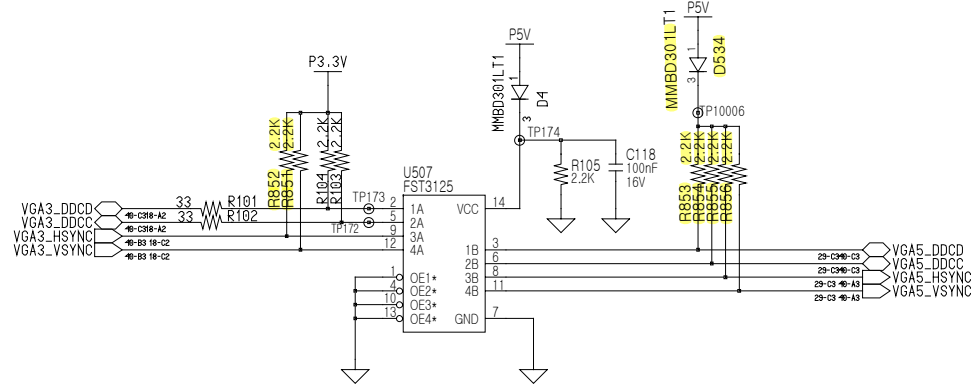 P5V
MMBD301LT1
1
D534
3
TP10006
P5V
MMBD301LT1
1
D4
3
TP174
P3.3V
2.2K
2.2K
2.2K
2.2K
R852
R851
R104
R103
2.2K
2.2K
2.2K
2.2K
R853
R854
R855
R856
R105
2.2K
C118
100nF
16V
U507
FST3125
TP173
TP172
VGA3_DDCD
33
R101
2
1A
VCC
14
VGA3_DDCC
33
R102
5
2A
VGA3_HSYNC
9
3A
VGA3_VSYNC
12
4A
1B
3
VGA5_DDCD
2B
6
VGA5_DDCC
3B
8
VGA5_HSYNC
4B
11
VGA5_VSYNC
1
OE1*
4
OE2*
10
OE3*
13
OE4*
GND
7